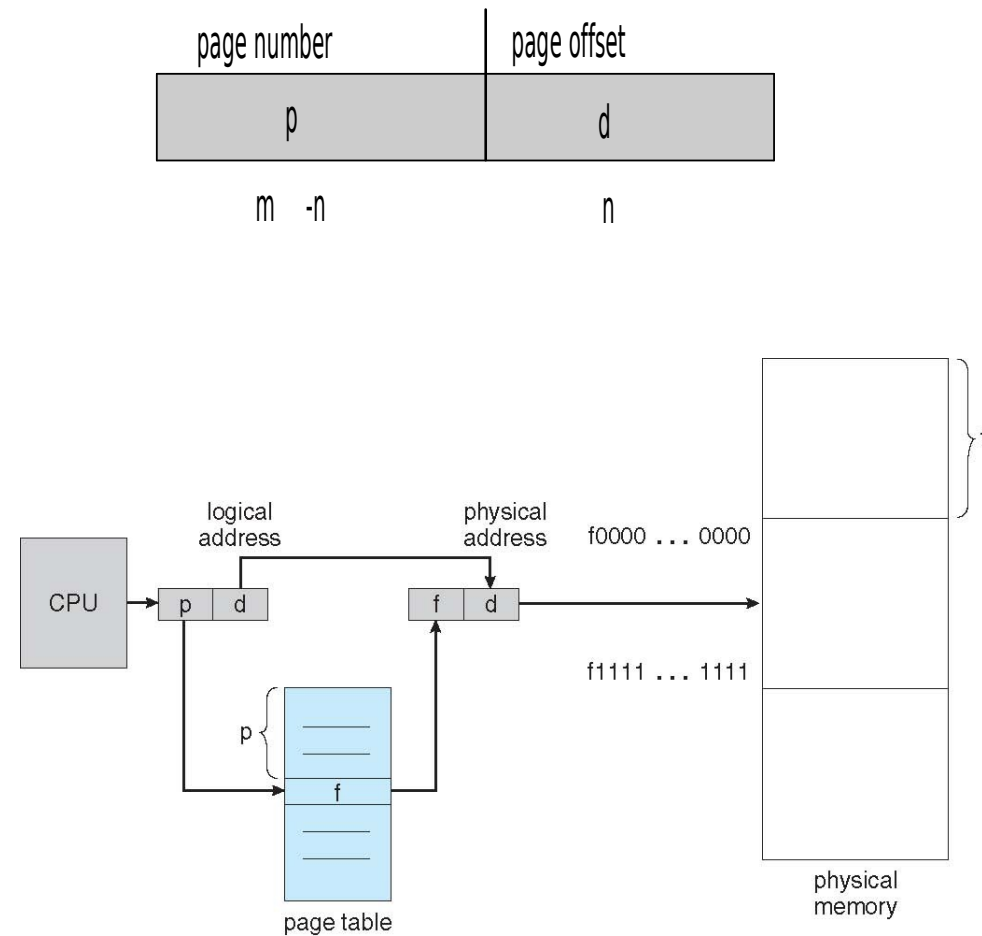 page number
page offset
p
d
m -n
n
logical
address
physical
address
f0000 ... 0000
CPU
p
d
f
d
f1111 ... 1111
p
f
page table
physical
memory